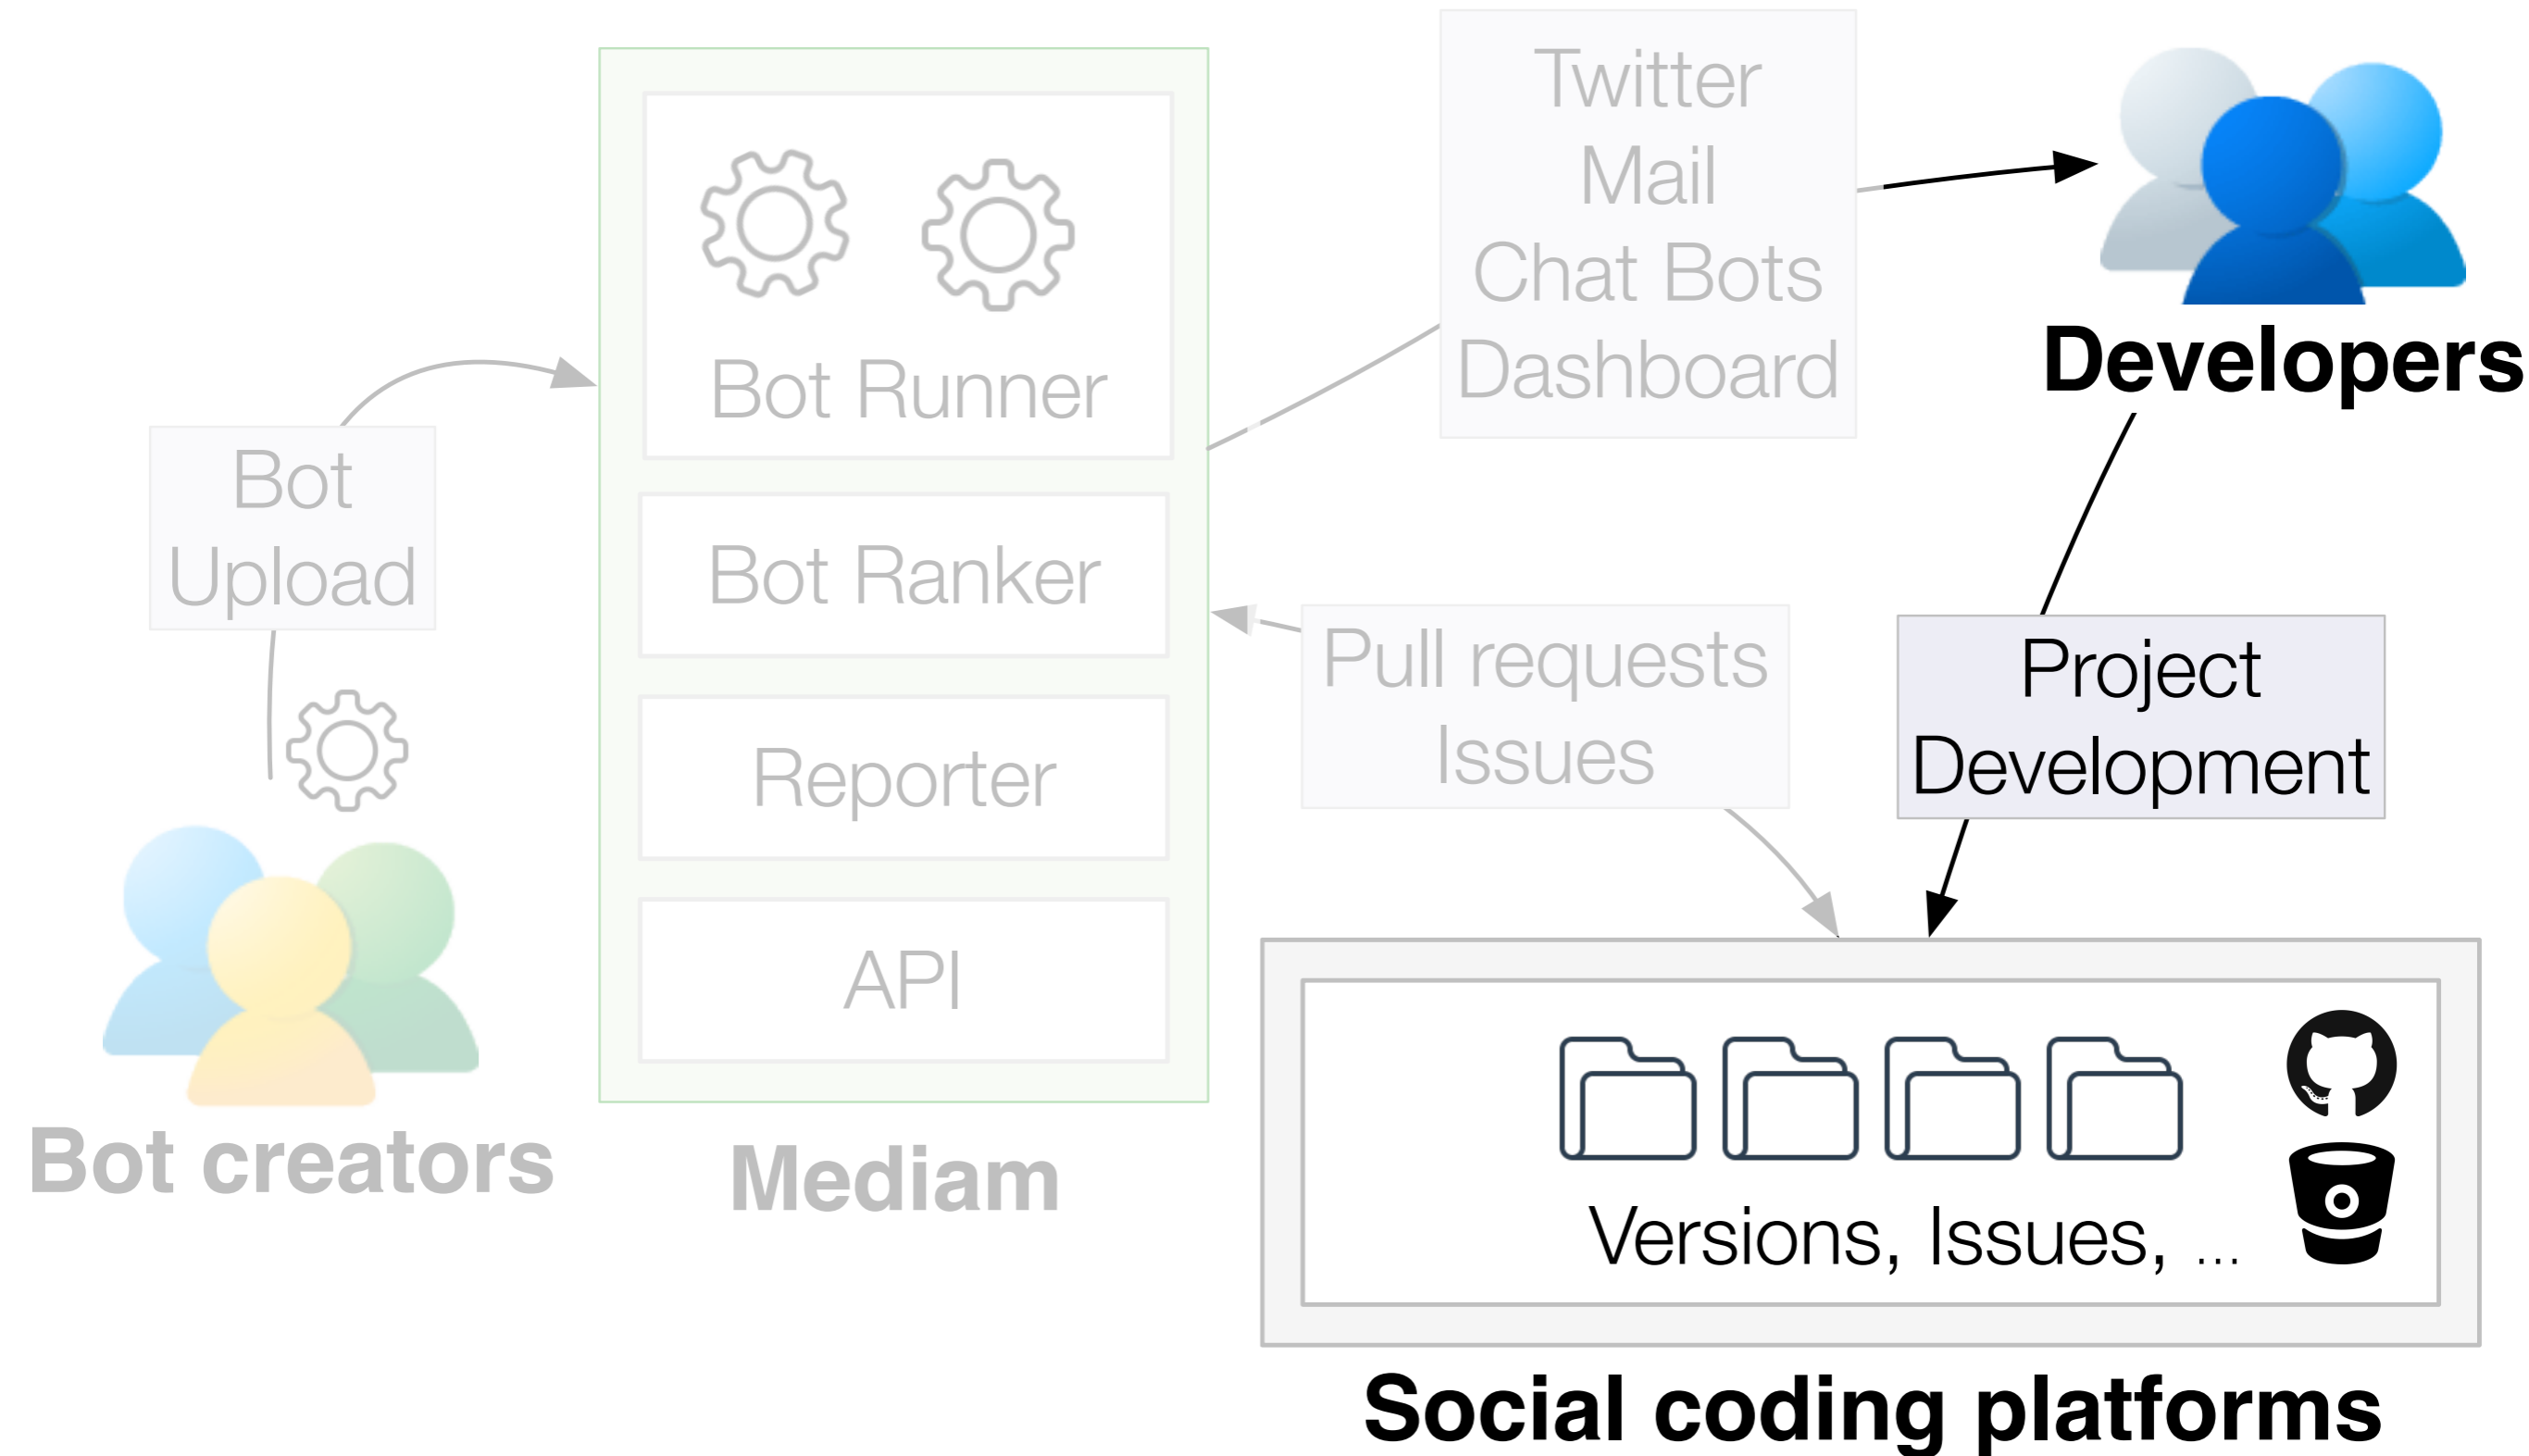 Twitter
Mail
Chat Bots
Dashboard
Developers
Bot Runner
Bot
Upload
Bot Ranker
Pull requests
Issues
Project
Development
Reporter
API
Bot creators
Mediam
Versions, Issues, ...
Social coding platforms